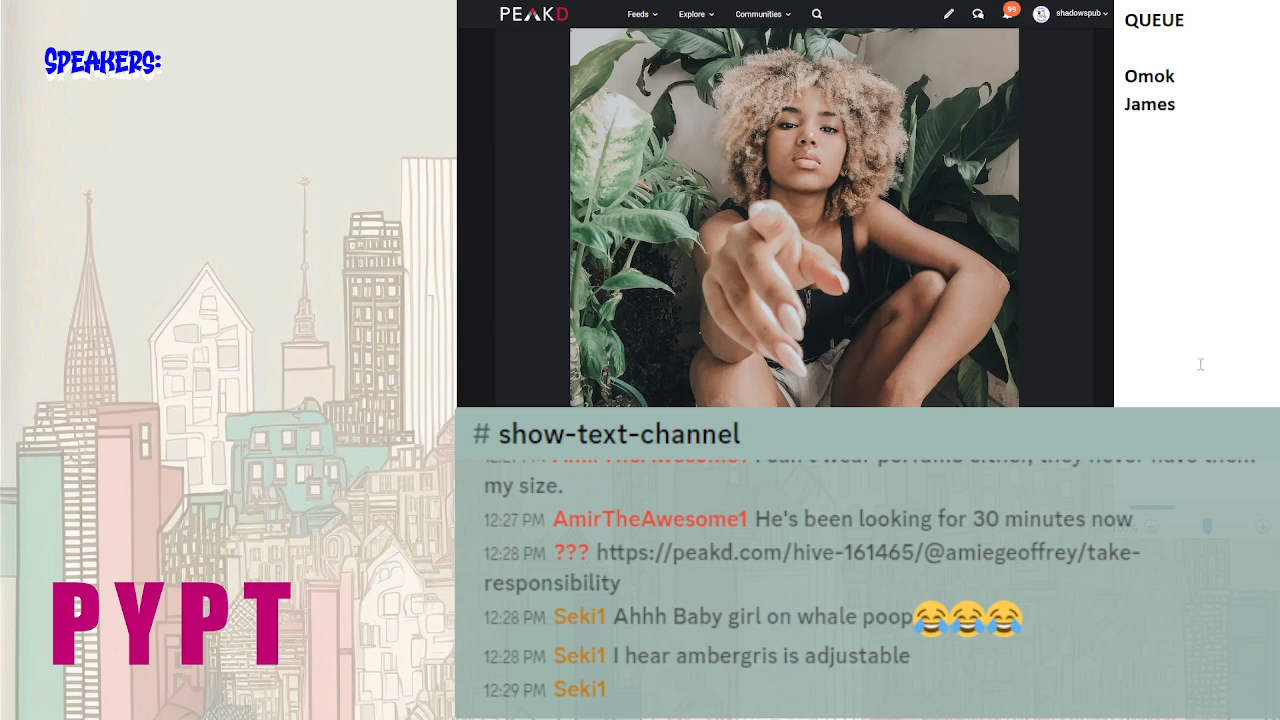 SPEAKERS:
PEAKD Feeds Explore Communities 99 shadowspub
QUEUE
Omok
James
# show-text-channel
my size.
12:27 PM AmirTheAwesome1 He's been looking for 30 minutes now
12:28 PM ??? https://peakd.com/hive-161465/@amiegeoffrey/take-
responsibility
12:28 PM Seki1 Ahhh Baby girl on whale poop😂😂😂
12:28 PM Seki1 I hear ambergris is adjustable
12:29 PM Seki1
PYPT